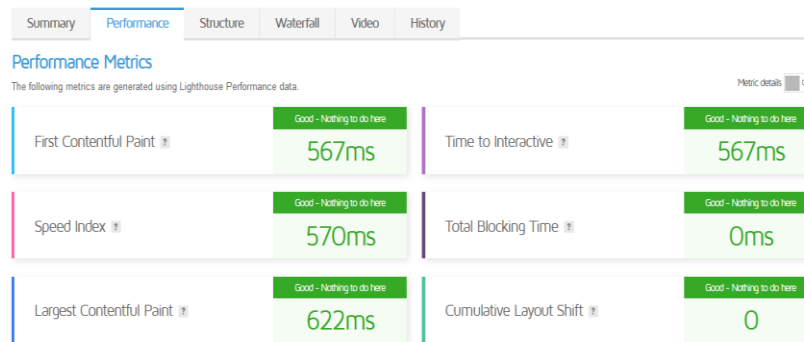 Summary Performance Structure Waterfall Video History
Performance Metrics
The following metrics are generated using Lighthouse Performance data.
Metric details
Good - Nothing to do here
First Contentful Paint ?
567ms
Good - Nothing to do here
Time to Interactive ?
567ms
Good - Nothing to do here
Speed Index ?
570ms
Good - Nothing to do here
Total Blocking Time ?
0ms
Good - Nothing to do here
Largest Contentful Paint ?
622ms
Good - Nothing to do here
Cumulative Layout Shift ?
0